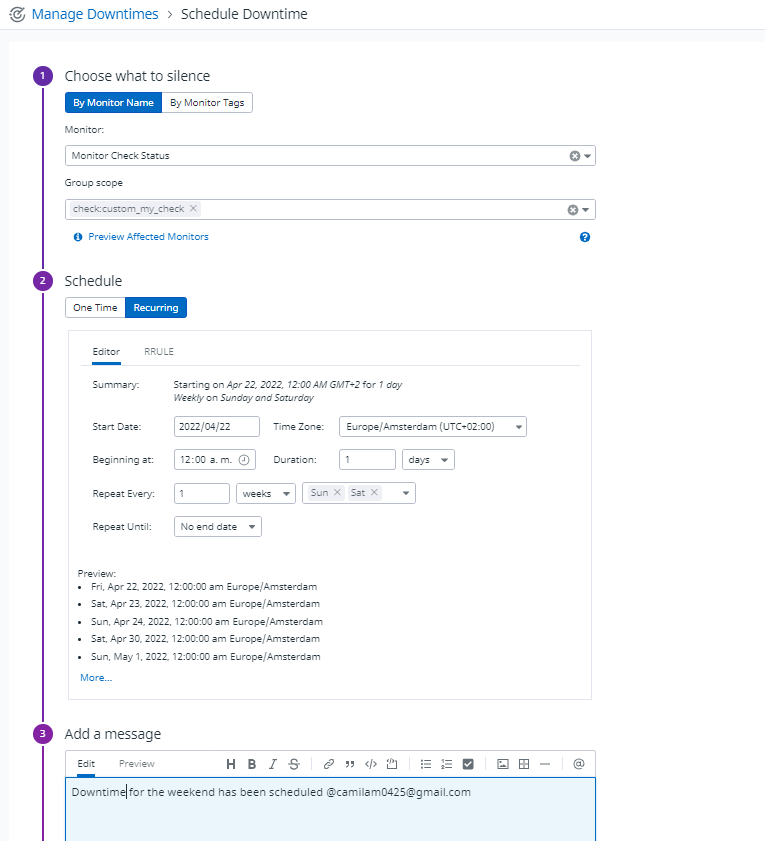 Manage Downtimes > Schedule Downtime
1 Choose what to silence
By Monitor Name By Monitor Tags
Monitor:
Monitor Check Status
Group scope
check:custom_my_check ×
Preview Affected Monitors
2 Schedule
One Time Recurring
Editor RRULE
Summary: Starting on Apr 22, 2022, 12:00 AM GMT+2 for 1 day
Weekly on Sunday and Saturday
Start Date: 2022/04/22 Time Zone: Europe/Amsterdam (UTC+02:00)
Beginning at: 12:00 a. m. Duration: 1 days
Repeat Every: 1 weeks Sun × Sat ×
Repeat Until: No end date
Preview:
• Fri, Apr 22, 2022, 12:00:00 am Europe/Amsterdam
• Sat, Apr 23, 2022, 12:00:00 am Europe/Amsterdam
• Sun, Apr 24, 2022, 12:00:00 am Europe/Amsterdam
• Sat, Apr 30, 2022, 12:00:00 am Europe/Amsterdam
• Sun, May 1, 2022, 12:00:00 am Europe/Amsterdam
More...
3 Add a message
Edit Preview H B I S @
Downtime for the weekend has been scheduled @camilam0425@gmail.com